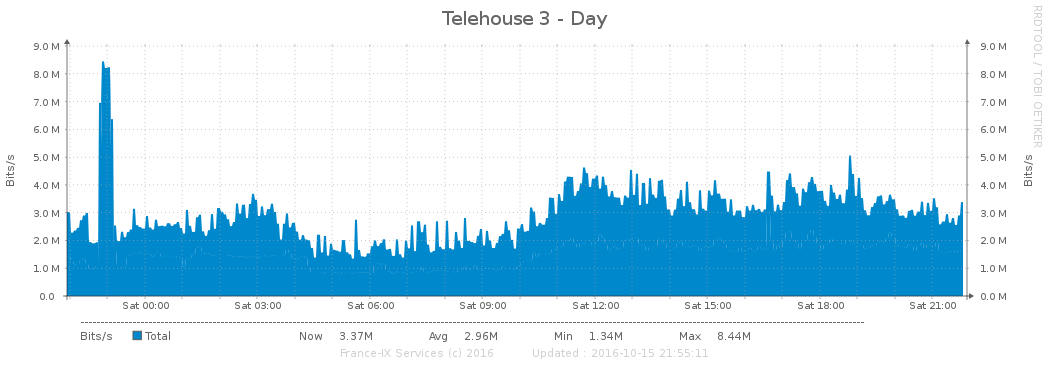 Telehouse 3 - Day
RRDTOOL / TOBI OETIKER
Bits/s
9.0 M
8.0 M
7.0 M
6.0 M
5.0 M
4.0 M
3.0 M
2.0 M
1.0 M
0.0
9.0 M
8.0 M
7.0 M
6.0 M
5.0 M
4.0 M
3.0 M
2.0 M
1.0 M
0.0 M
Bits/s
Sat 00:00 Sat 03:00 Sat 06:00 Sat 09:00 Sat 12:00 Sat 15:00 Sat 18:00 Sat 21:00
Bits/s Total Now 3.37M Avg 2.96M Min 1.34M Max 8.44M
France-IX Services (c) 2016 Updated : 2016-10-15 21:55:11